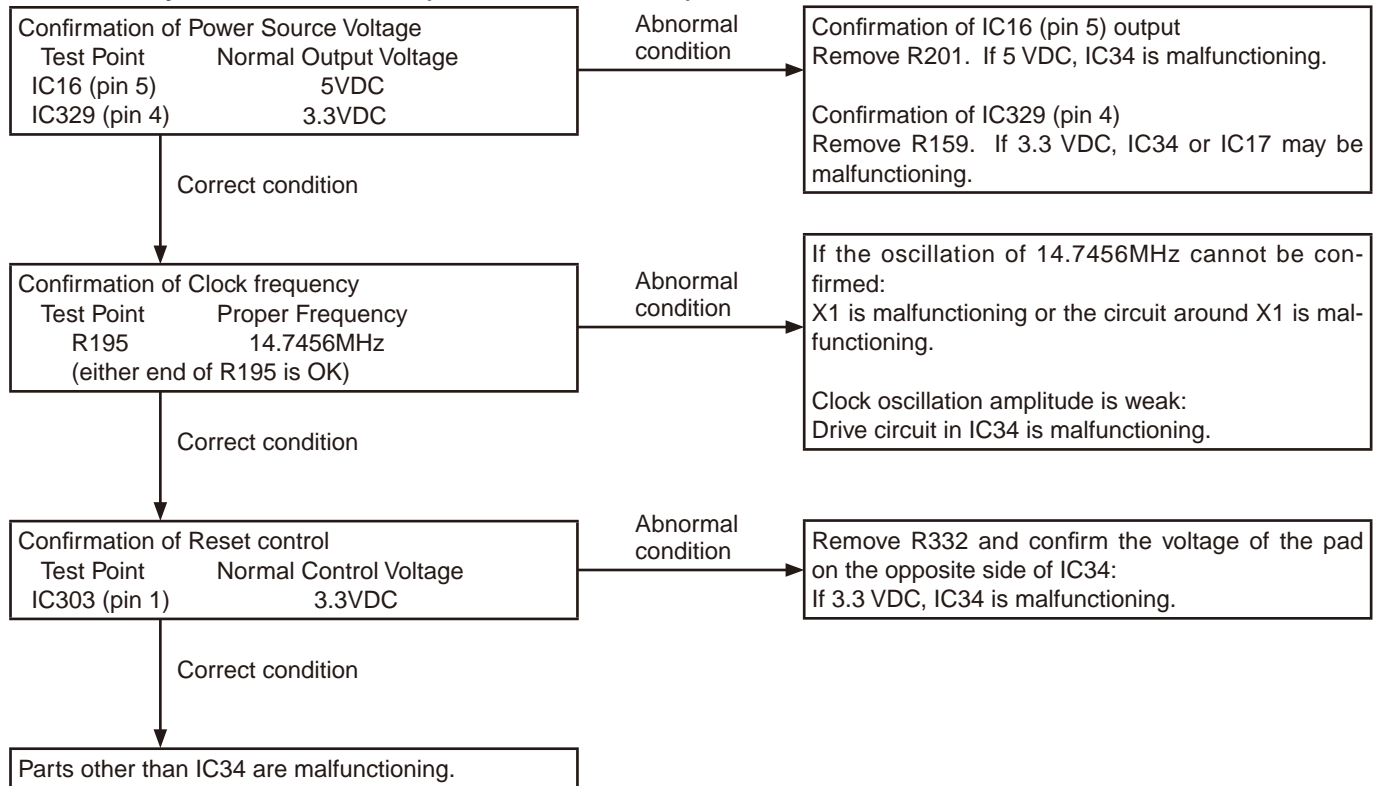 Confirmation of Power Source Voltage
Test Point Normal Output Voltage
IC16 (pin 5) 5VDC
IC329 (pin 4) 3.3VDC
Abnormal
condition
Confirmation of IC16 (pin 5) output
Remove R201. If 5 VDC, IC34 is malfunctioning.
Confirmation of IC329 (pin 4)
Remove R159. If 3.3 VDC, IC34 or IC17 may be
malfunctioning.
Correct condition
Confirmation of Clock frequency
Test Point Proper Frequency
R195 14.7456MHz
(either end of R195 is OK)
Abnormal
condition
If the oscillation of 14.7456MHz cannot be con-
firmed:
X1 is malfunctioning or the circuit around X1 is mal-
functioning.
Clock oscillation amplitude is weak:
Drive circuit in IC34 is malfunctioning.
Correct condition
Confirmation of Reset control
Test Point Normal Control Voltage
IC303 (pin 1) 3.3VDC
Abnormal
condition
Remove R332 and confirm the voltage of the pad
on the opposite side of IC34:
If 3.3 VDC, IC34 is malfunctioning.
Correct condition
Parts other than IC34 are malfunctioning.